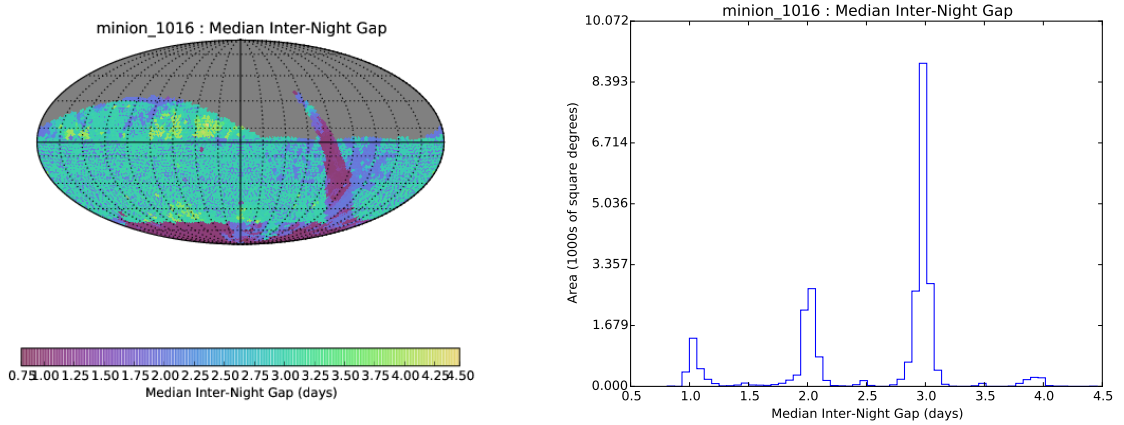 minion_1016 : Median Inter-Night Gap
0.75 1.00 1.25 1.50 1.75 2.00 2.25 2.50 2.75 3.00 3.25 3.50 3.75 4.00 4.25 4.50
Median Inter-Night Gap (days)
minion_1016 : Median Inter-Night Gap
10.072
8.393
6.714
5.036
3.357
1.679
0.000
Area (1000s of square degrees)
0.5 1.0 1.5 2.0 2.5 3.0 3.5 4.0 4.5
Median Inter-Night Gap (days)